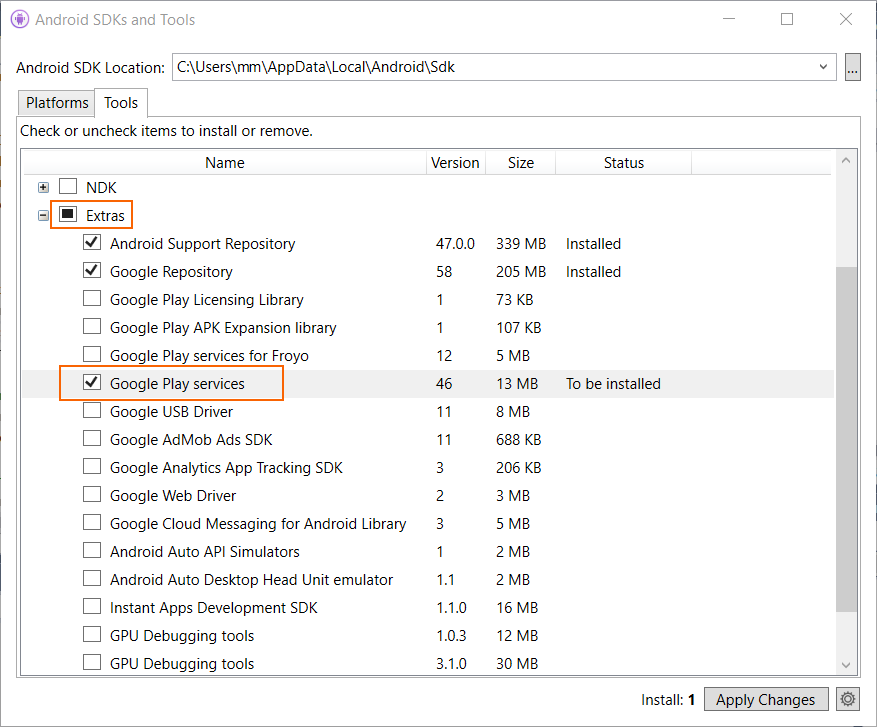 Android SDKs and Tools
Android SDK Location: C:\Users\mm\AppData\Local\Android\Sdk ...
Platforms Tools
Check or uncheck items to install or remove.
Name Version Size Status
NDK
Extras
Android Support Repository 47.0.0 339 MB Installed
Google Repository 58 205 MB Installed
Google Play Licensing Library 1 73 KB
Google Play APK Expansion library 1 107 KB
Google Play services for Froyo 12 5 MB
Google Play services 46 13 MB To be installed
Google USB Driver 11 8 MB
Google AdMob Ads SDK 11 688 KB
Google Analytics App Tracking SDK 3 206 KB
Google Web Driver 2 3 MB
Google Cloud Messaging for Android Library 3 5 MB
Android Auto API Simulators 1 2 MB
Android Auto Desktop Head Unit emulator 1.1 2 MB
Instant Apps Development SDK 1.1.0 16 MB
GPU Debugging tools 1.0.3 12 MB
GPU Debugging tools 3.1.0 30 MB
Install: 1 Apply Changes